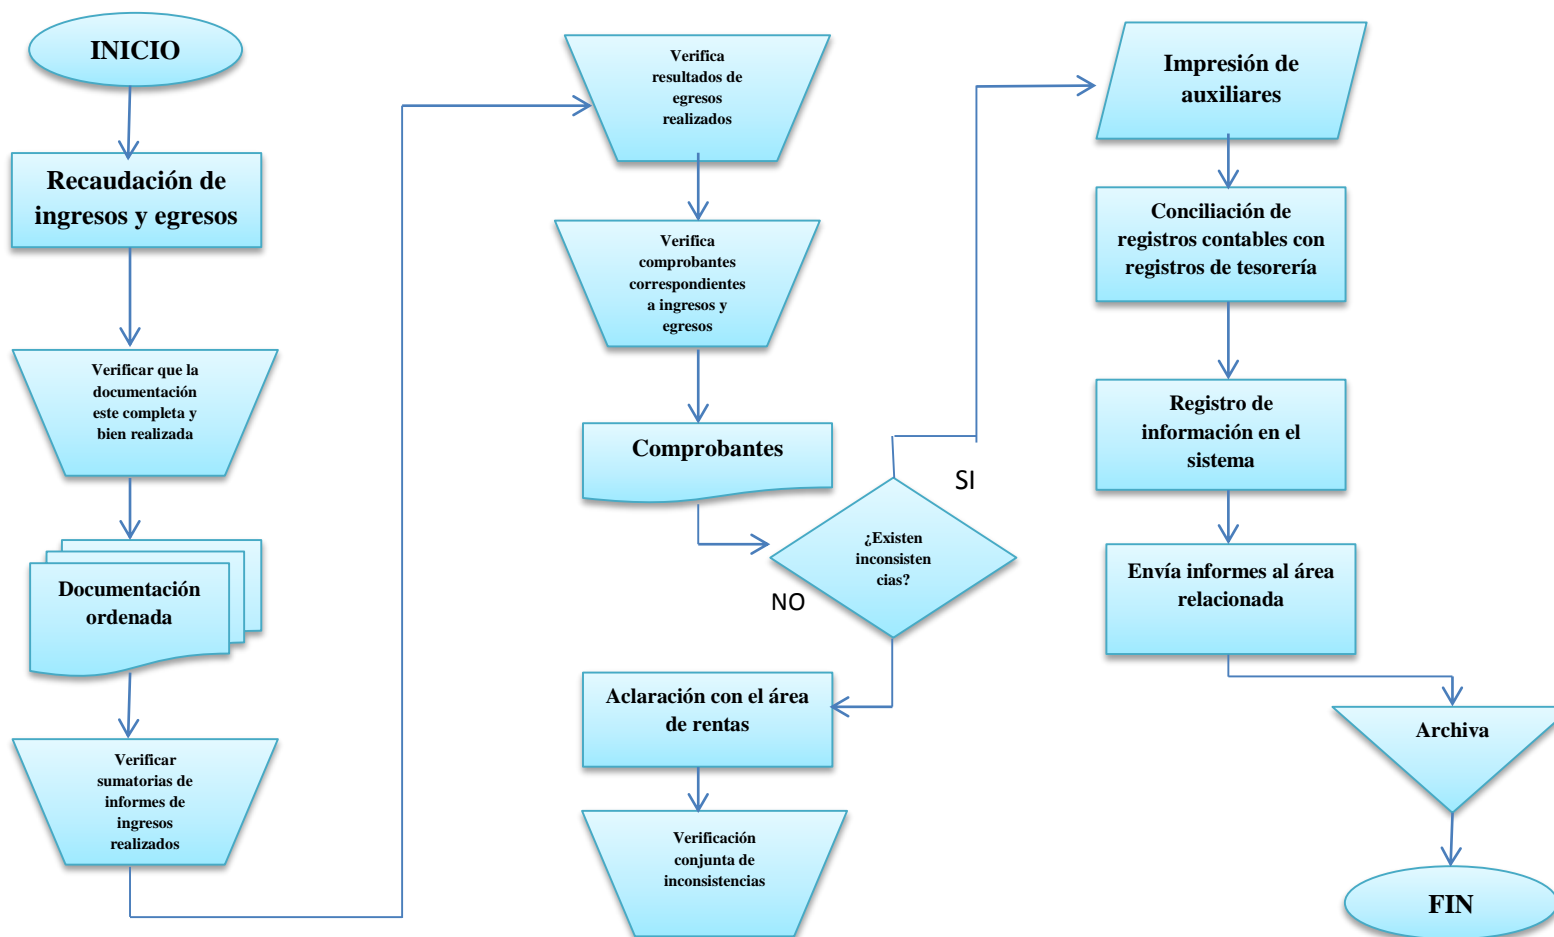 INICIO
Recaudación de
ingresos y egresos
Verificar que la
documentación
este completa y
bien realizada
Documentación
ordenada
Verificar
sumatorias de
informes de
ingresos
realizados
Verifica
resultados de
egresos
realizados
Verifica
comprobantes
correspondientes
a ingresos y
egresos
Comprobantes
¿Existen
inconsisten
cias?
SI
NO
Aclaración con el área
de rentas
Verificación
conjunta de
inconsistencias
Impresión de
auxiliares
Conciliación de
registros contables con
registros de tesorería
Registro de
información en el
sistema
Envía informes al área
relacionada
Archiva
FIN